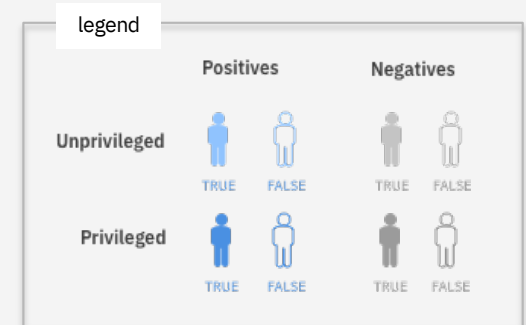 legend
Positives Negatives
Unprivileged
TRUE FALSE TRUE FALSE
Privileged
TRUE FALSE TRUE FALSE